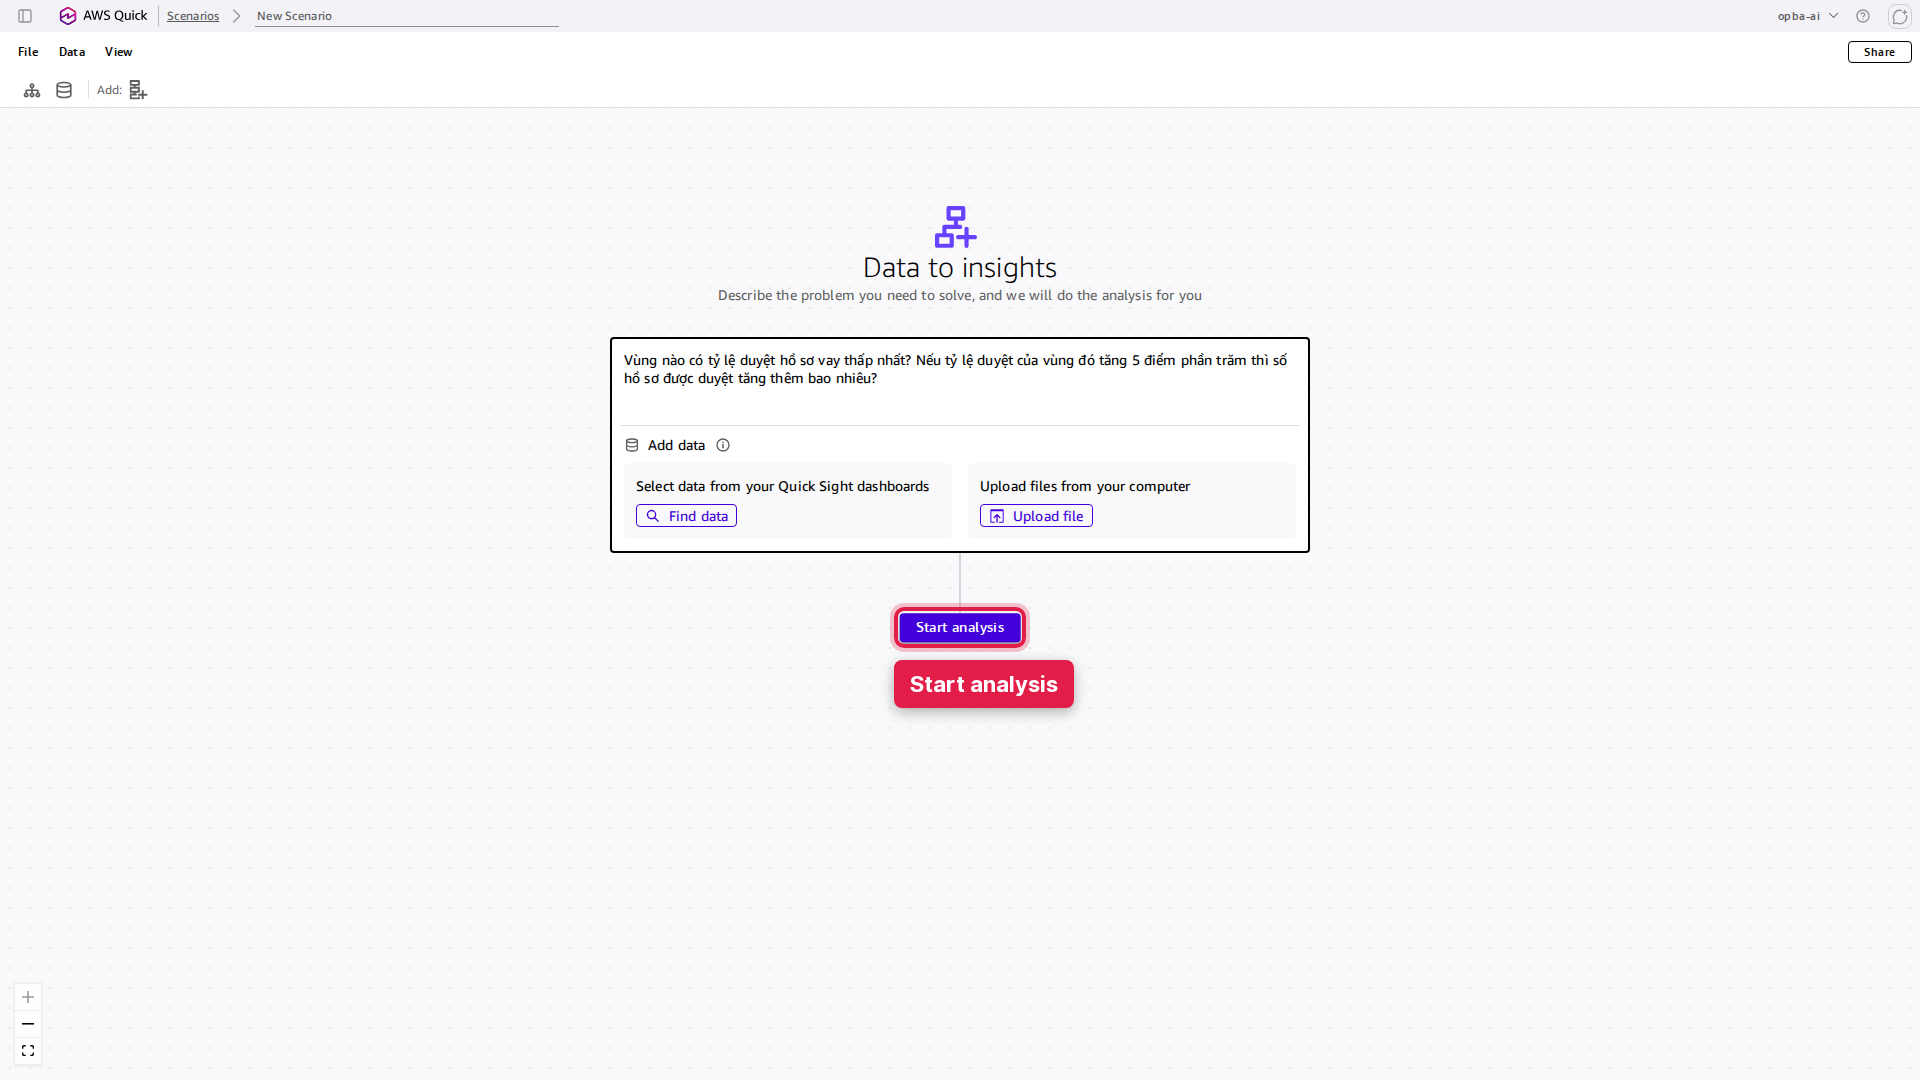 AWS Quick
Scenarios
New Scenario
opba-ai
File Data View
Share
Add:
Data to insights
Describe the problem you need to solve, and we will do the analysis for you
Vùng nào có tỷ lệ duyệt hồ sơ vay thấp nhất? Nếu tỷ lệ duyệt của vùng đó tăng 5 điểm phần trăm thì số
hồ sơ được duyệt tăng thêm bao nhiêu?
Add data
Select data from your Quick Sight dashboards
Find data
Upload files from your computer
Upload file
Start analysis
Start analysis